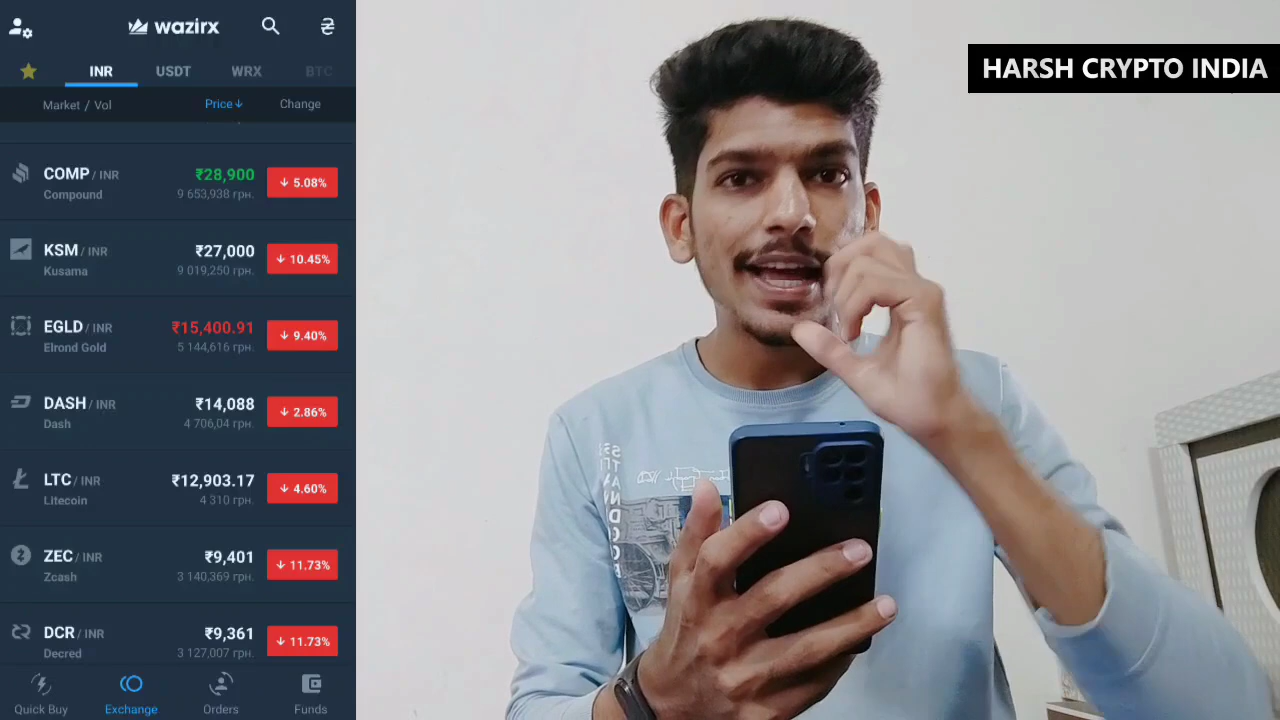 wazirx
INR USDT WRX BTC
Market / Vol Price↓ Change
COMP / INR ₹28,900 ↓ 5.08%
Compound 9 653,938 грн.
KSM / INR ₹27,000 ↓ 10.45%
Kusama 9 019,250 грн.
EGLD / INR ₹15,400.91 ↓ 9.40%
Elrond Gold 5 144,616 грн.
DASH / INR ₹14,088 ↓ 2.86%
Dash 4 706,04 грн.
LTC / INR ₹12,903.17 ↓ 4.60%
Litecoin 4 310 грн.
ZEC / INR ₹9,401 ↓ 11.73%
Zcash 3 140,369 грн.
DCR / INR ₹9,361 ↓ 11.73%
Decred 3 127,007 грн.
Quick Buy Exchange Orders Funds
HARSH CRYPTO INDIA